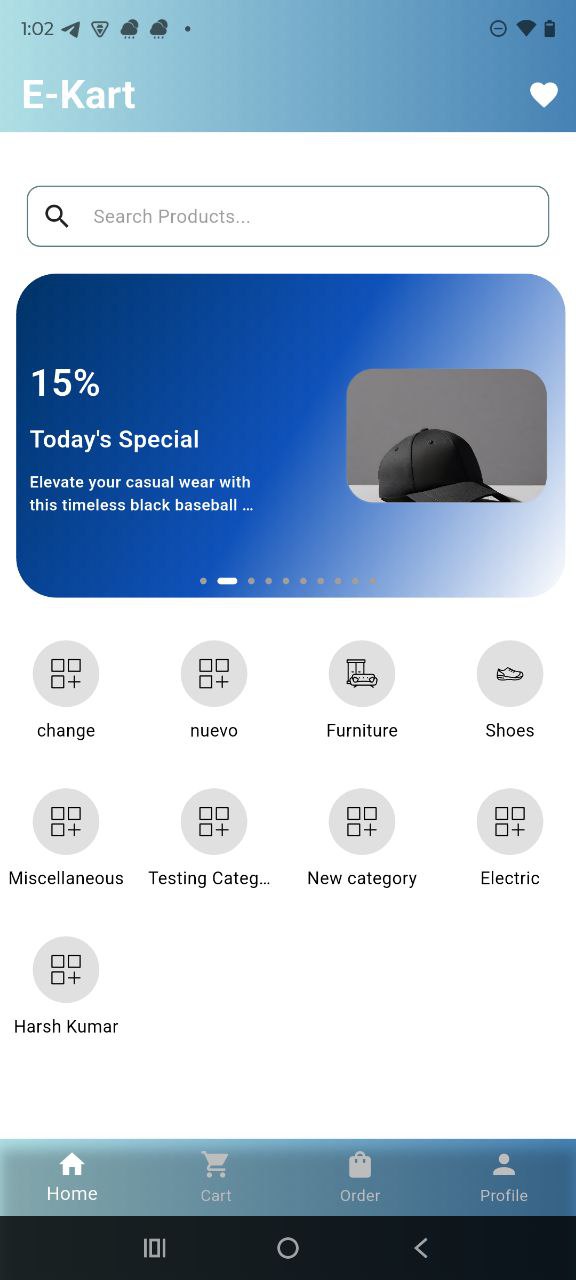 1:02
E-Kart
Search Products...
15%
Today's Special
Elevate your casual wear with
this timeless black baseball ...
change nuevo Furniture Shoes
Miscellaneous Testing Categ... New category Electric
Harsh Kumar
Home Cart Order Profile